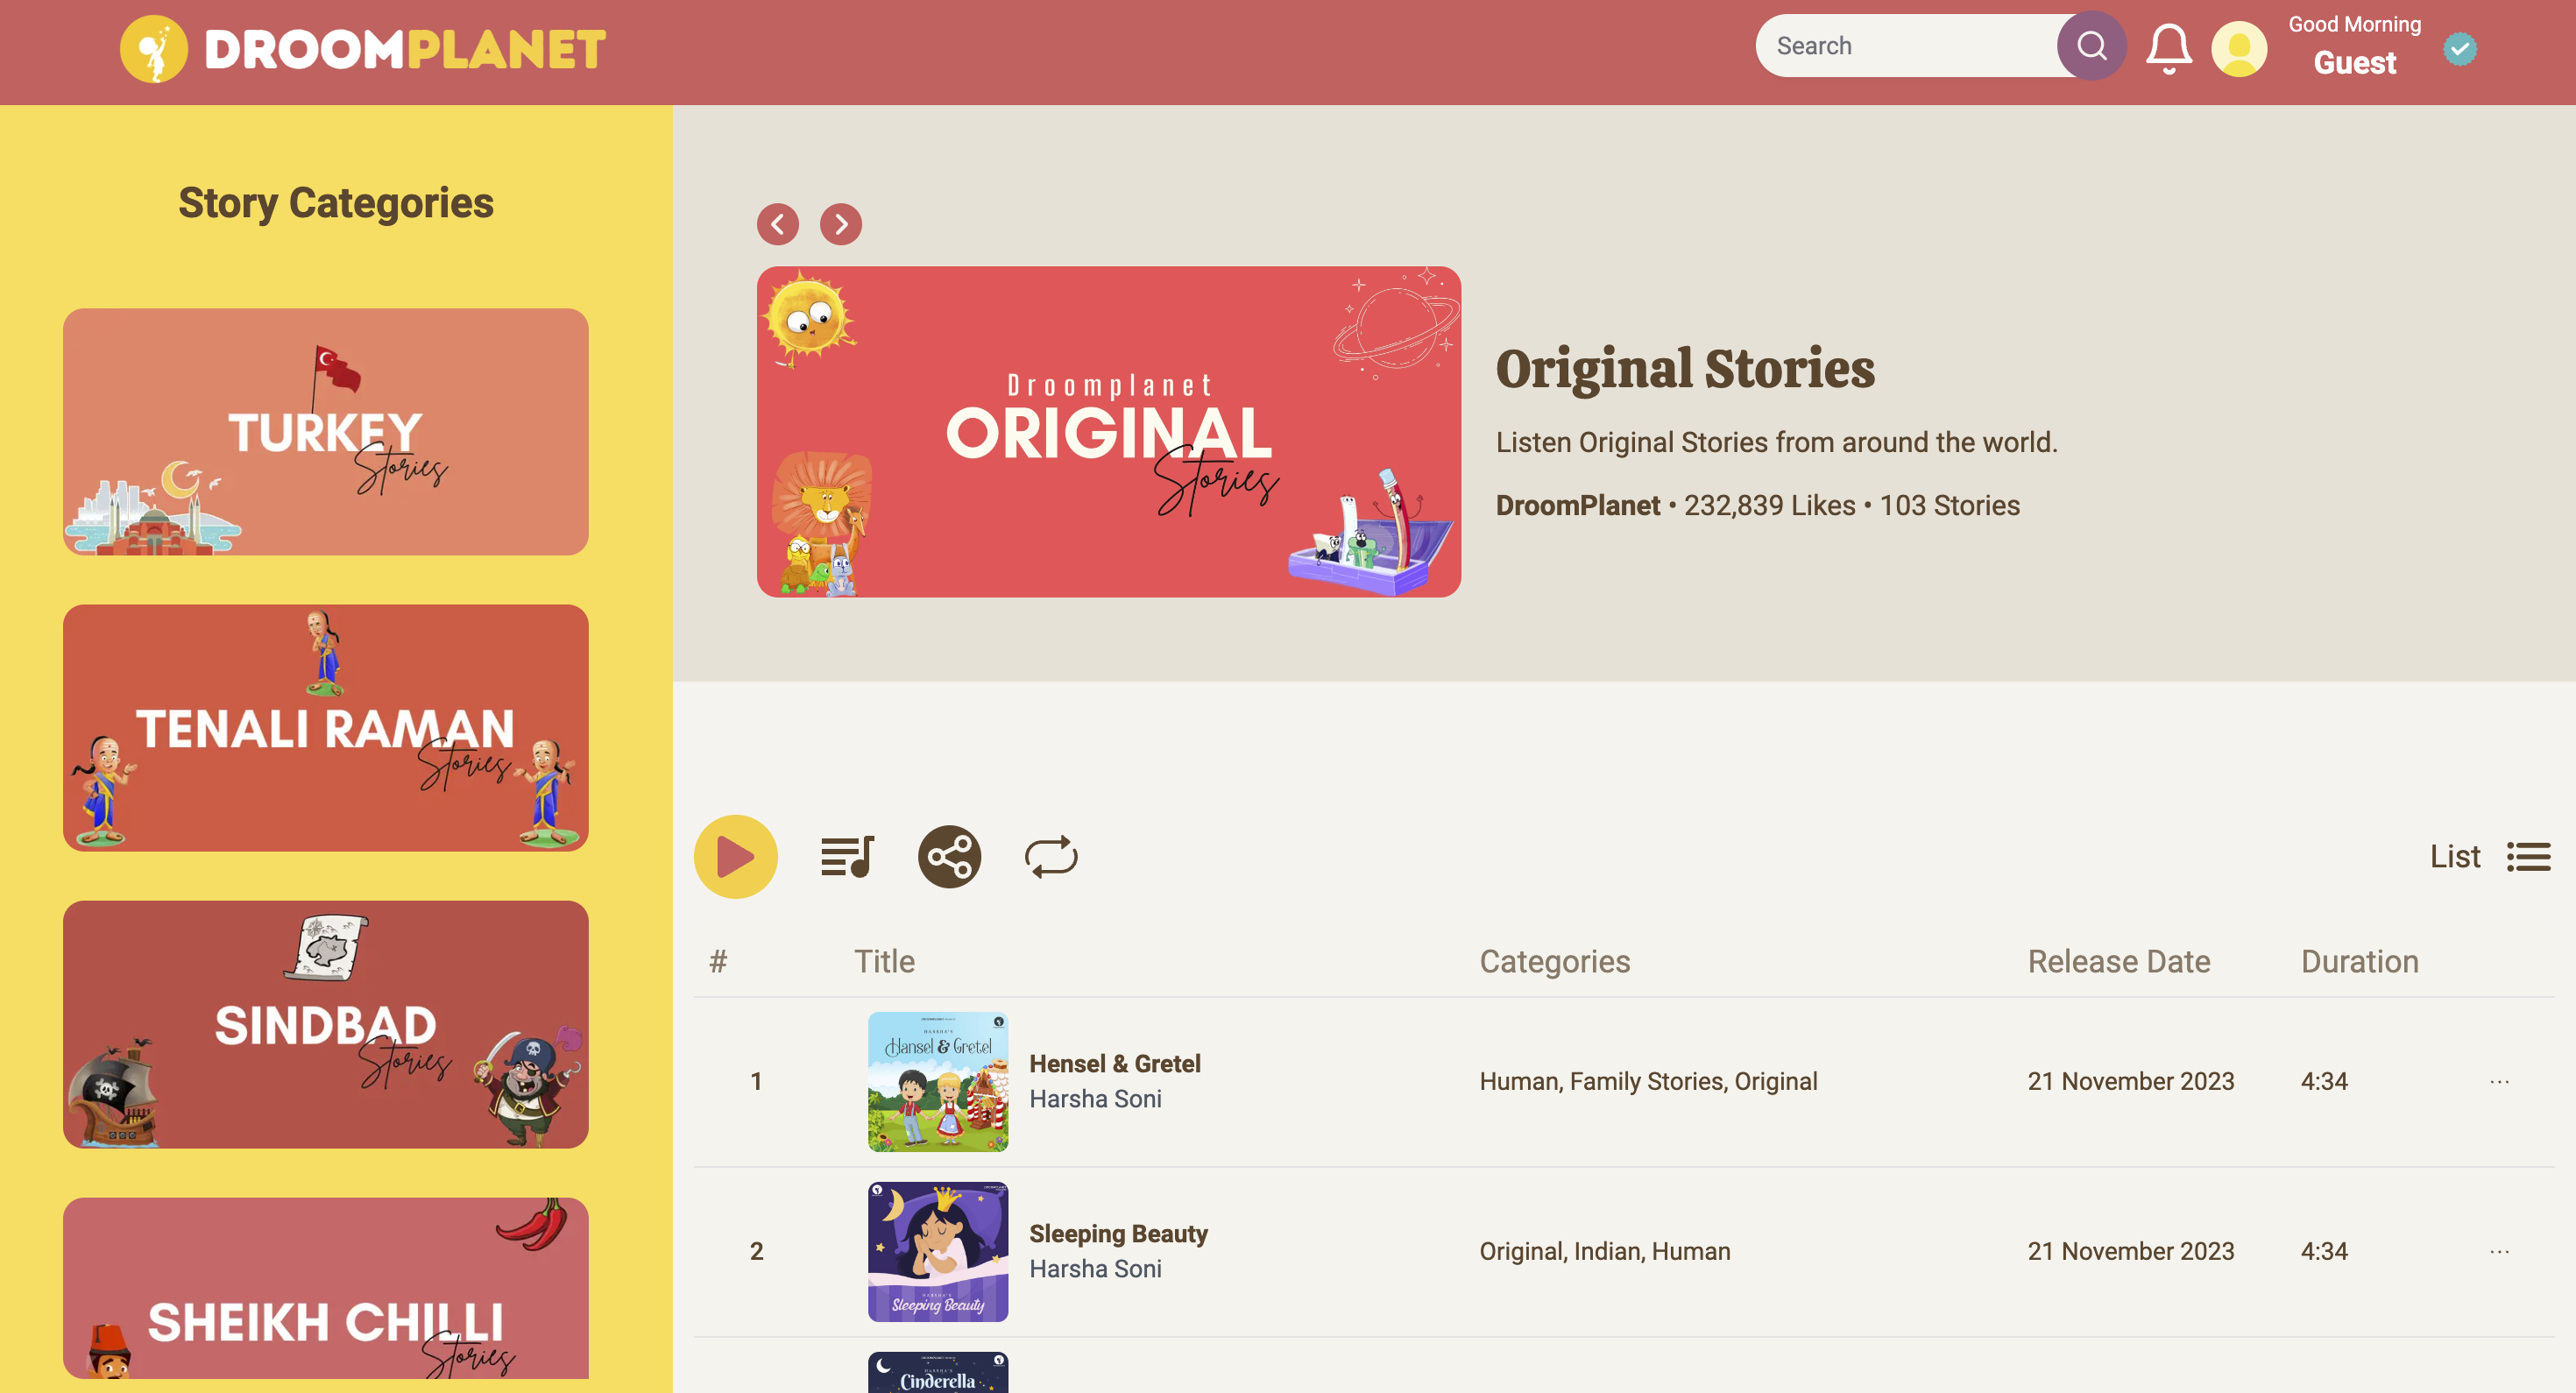 DROOMPLANET
Search
Good Morning
Guest
Story Categories
TURKEY
Stories
TENALI RAMAN
Stories
SINDBAD
Stories
SHEIKH CHILLI
Stories
Droomplanet
ORIGINAL
Stories
Original Stories
Listen Original Stories from around the world.
DroomPlanet • 232,839 Likes • 103 Stories
List
# Title Categories Release Date Duration
HARSHA'S
Hansel & Gretel
1 Hensel & Gretel Human, Family Stories, Original 21 November 2023 4:34 ...
Harsha Soni
HARSHA'S
Sleeping Beauty
2 Sleeping Beauty Original, Indian, Human 21 November 2023 4:34 ...
Harsha Soni
HARSHA'S
Cinderella